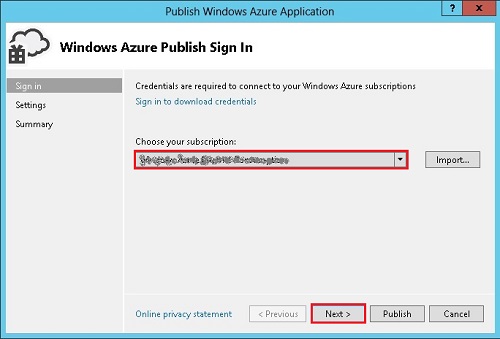 Publish Windows Azure Application
?
X
Windows Azure Publish Sign In
Sign in
Settings
Summary
Credentials are required to connect to your Windows Azure subscriptions
Sign in to download credentials
Choose your subscription:
Import...
Online privacy statement
< Previous
Next >
Publish
Cancel